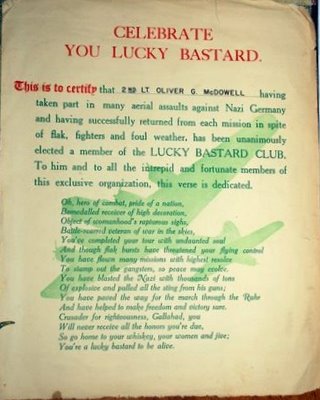 CELEBRATE
YOU LUCKY BASTARD.
This is to certify that 2ND LT OLIVER G. McDOWELL having
taken part in many aerial assaults against Nazi Germany
and having successfully returned from each mission in spite
of flak, fighters and foul weather, has been unanimously
elected a member of the LUCKY BASTARD CLUB.
To him and to all the intrepid and fortunate members of
this exclusive organization, this verse is dedicated.
Oh, hero of combat, pride of a nation,
Bemedalled receiver of high decoration,
Object of womanhood's rapturous sighs,
Battle-scarred veteran of war in the skies,
You've completed your tour with undaunted soul
And though flak bursts have threatened your flying control
You have flown many missions with highest resolve
To stamp out the gangsters, so peace may evolve.
You have blasted the Nazi with thousands of tons
Of explosive and pulled all the sting from his guns;
You have paved the way for the march through the Ruhr
And have helped to make freedom and victory sure.
Crusader for righteousness, Gallahad, you
Will never receive all the honors you're due,
So go home to your whiskey, your women and jive;
You're a lucky bastard to be alive.